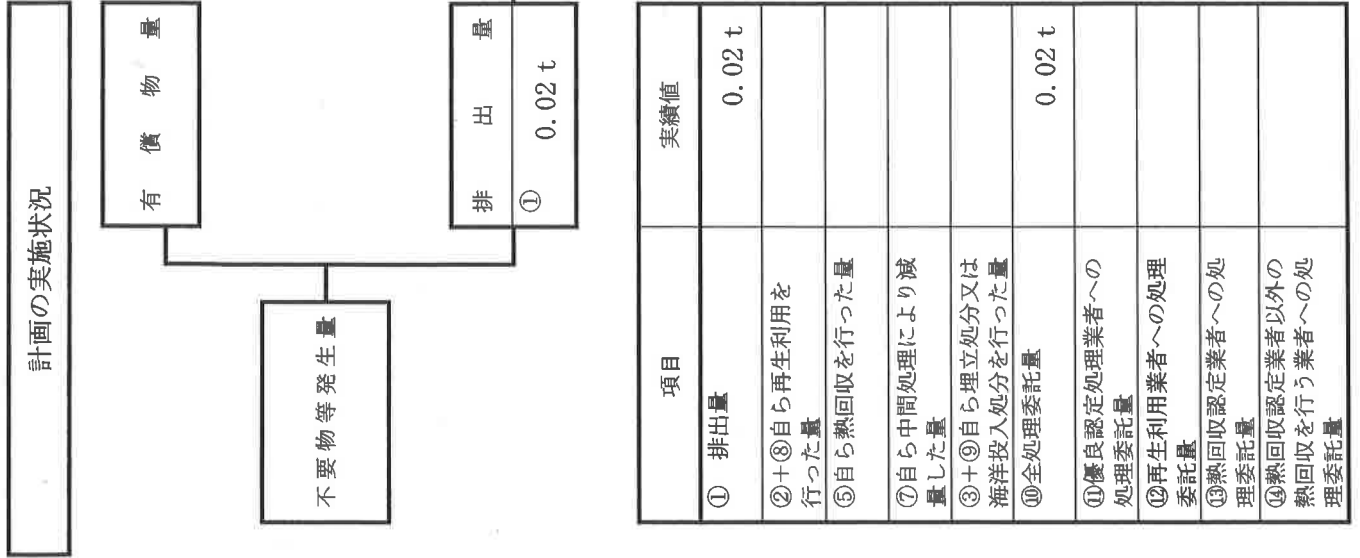 計画の実施状況
有償物量
不要物等発生量
排出量
① 0.02 t
項目 実績値
① 排出量 0.02 t
②+⑧自ら再生利用を
行った量
⑤自ら熱回収を行った量
⑦自ら中間処理により減
量した量
③+⑨自ら埋立処分又は
海洋投入処分を行った量
⑩全処理委託量 0.02 t
⑪優良認定処理業者への
処理委託量
⑫再生利用業者への処理
委託量
⑬熱回収認定業者への処
理委託量
⑭熱回収認定業者以外の
熱回収を行う業者への処
理委託量